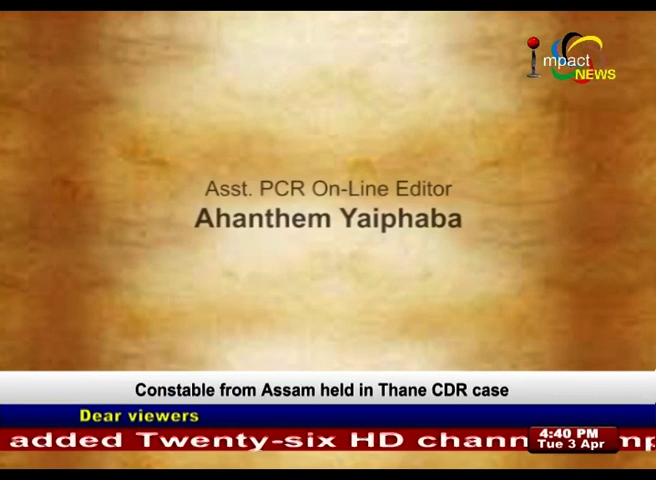 impact
NEWS
Asst. PCR On-Line Editor
Ahanthem Yaiphaba
Constable from Assam held in Thane CDR case
Dear viewers
added Twenty-six HD chann
4:40 PM
Tue 3 Apr